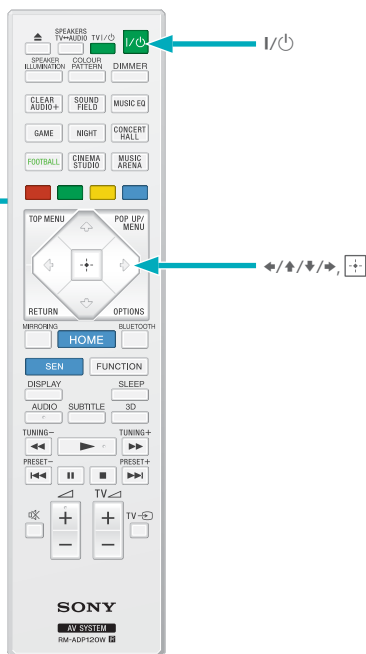 SPEAKERS
TV↔AUDIO
TV I/⏻
I/⏻
I/⏻
SPEAKER
ILLUMINATION
COLOUR
PATTERN
DIMMER
CLEAR
AUDIO+
SOUND
FIELD
MUSIC EQ
GAME
NIGHT
CONCERT
HALL
FOOTBALL
CINEMA
STUDIO
MUSIC
ARENA
TOP MENU
POP UP/
MENU
←/↑/↓/→,
RETURN
OPTIONS
MIRRORING
HOME
BLUETOOTH
SEN
FUNCTION
DISPLAY
SLEEP
AUDIO
SUBTITLE
3D
TUNING–
TUNING+
PRESET–
PRESET+
TV
+
+
TV
–
–
SONY
AV SYSTEM
RM-ADP120W